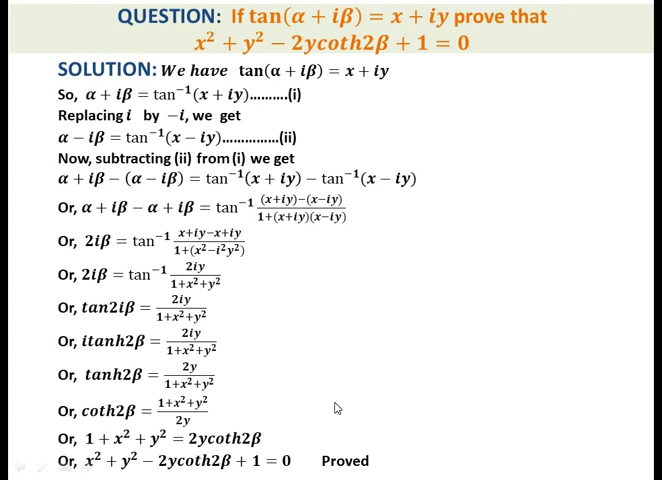 QUESTION: If tan(α + iβ) = x + iy prove that
x² + y² − 2ycoth2β + 1 = 0
SOLUTION: We have tan(α + iβ) = x + iy
So, α + iβ = tan⁻¹(x + iy)..........(i)
Replacing i by −i, we get
α − iβ = tan⁻¹(x − iy)...............(ii)
Now, subtracting (ii) from (i) we get
α + iβ − (α − iβ) = tan⁻¹(x + iy) − tan⁻¹(x − iy)
Or, α + iβ − α + iβ = tan⁻¹ (x+iy)−(x−iy) / 1+(x+iy)(x−iy)
Or, 2iβ = tan⁻¹ x+iy−x+iy / 1+(x²−i²y²)
Or, 2iβ = tan⁻¹ 2iy / 1+x²+y²
Or, tan2iβ = 2iy / 1+x²+y²
Or, itanh2β = 2iy / 1+x²+y²
Or, tanh2β = 2y / 1+x²+y²
Or, coth2β = 1+x²+y² / 2y
Or, 1 + x² + y² = 2ycoth2β
Or, x² + y² − 2ycoth2β + 1 = 0 Proved